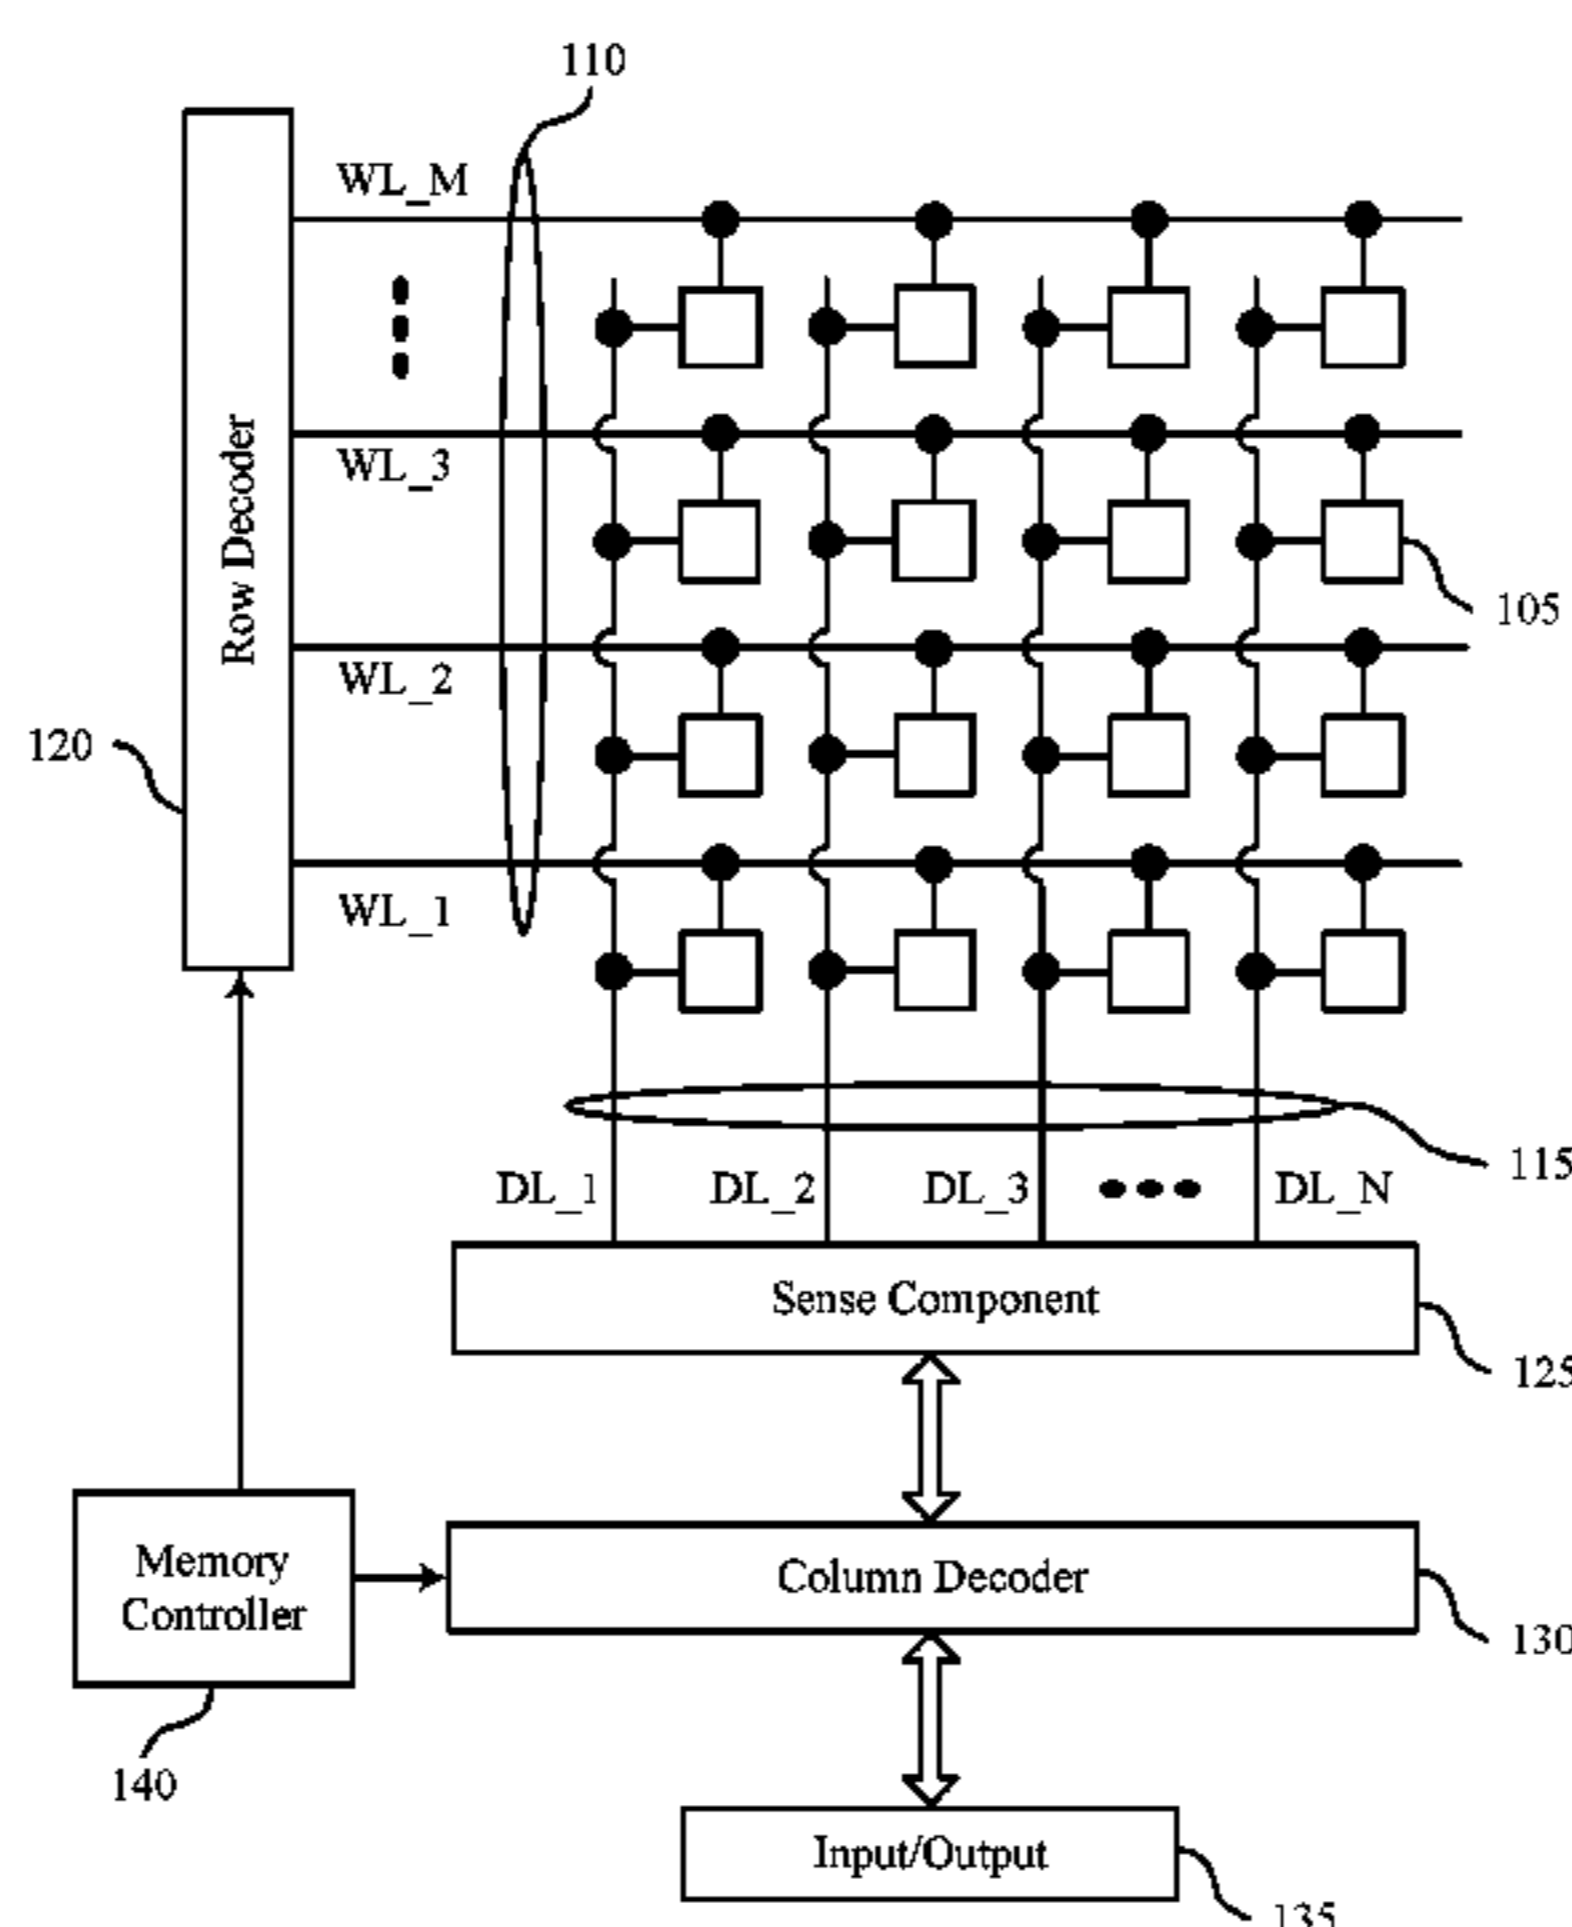 110
WL_M
Row Decoder
WL_3
105
WL_2
120
WL_1
115
DL_1
DL_2
DL_3
DL_N
Sense Component
125
Memory
Controller
Column Decoder
130
140
Input/Output
135